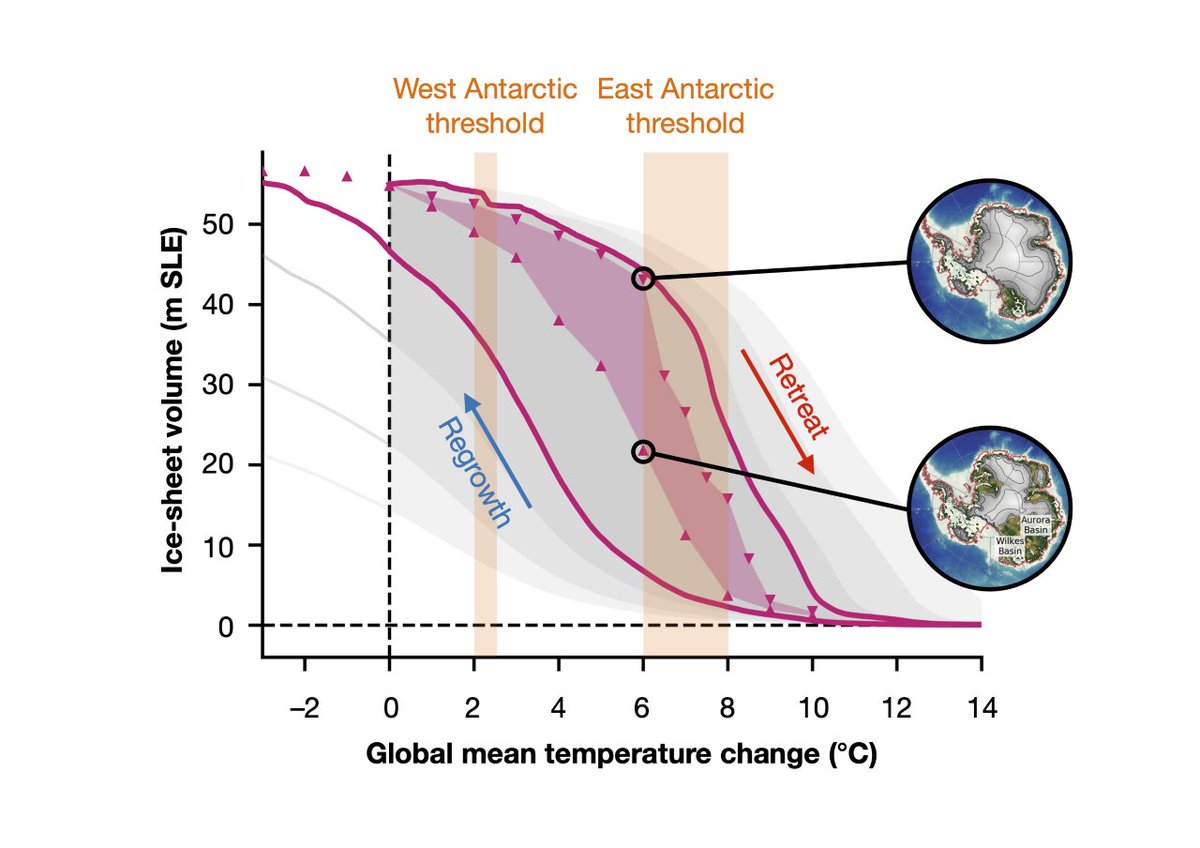 West Antarctic
threshold
East Antarctic
threshold
Ice-sheet volume (m SLE)
50
40
30
20
10
0
Regrowth
Retreat
Aurora
Basin
Wilkes
Basin
−2
0
2
4
6
8
10
12
14
Global mean temperature change (°C)